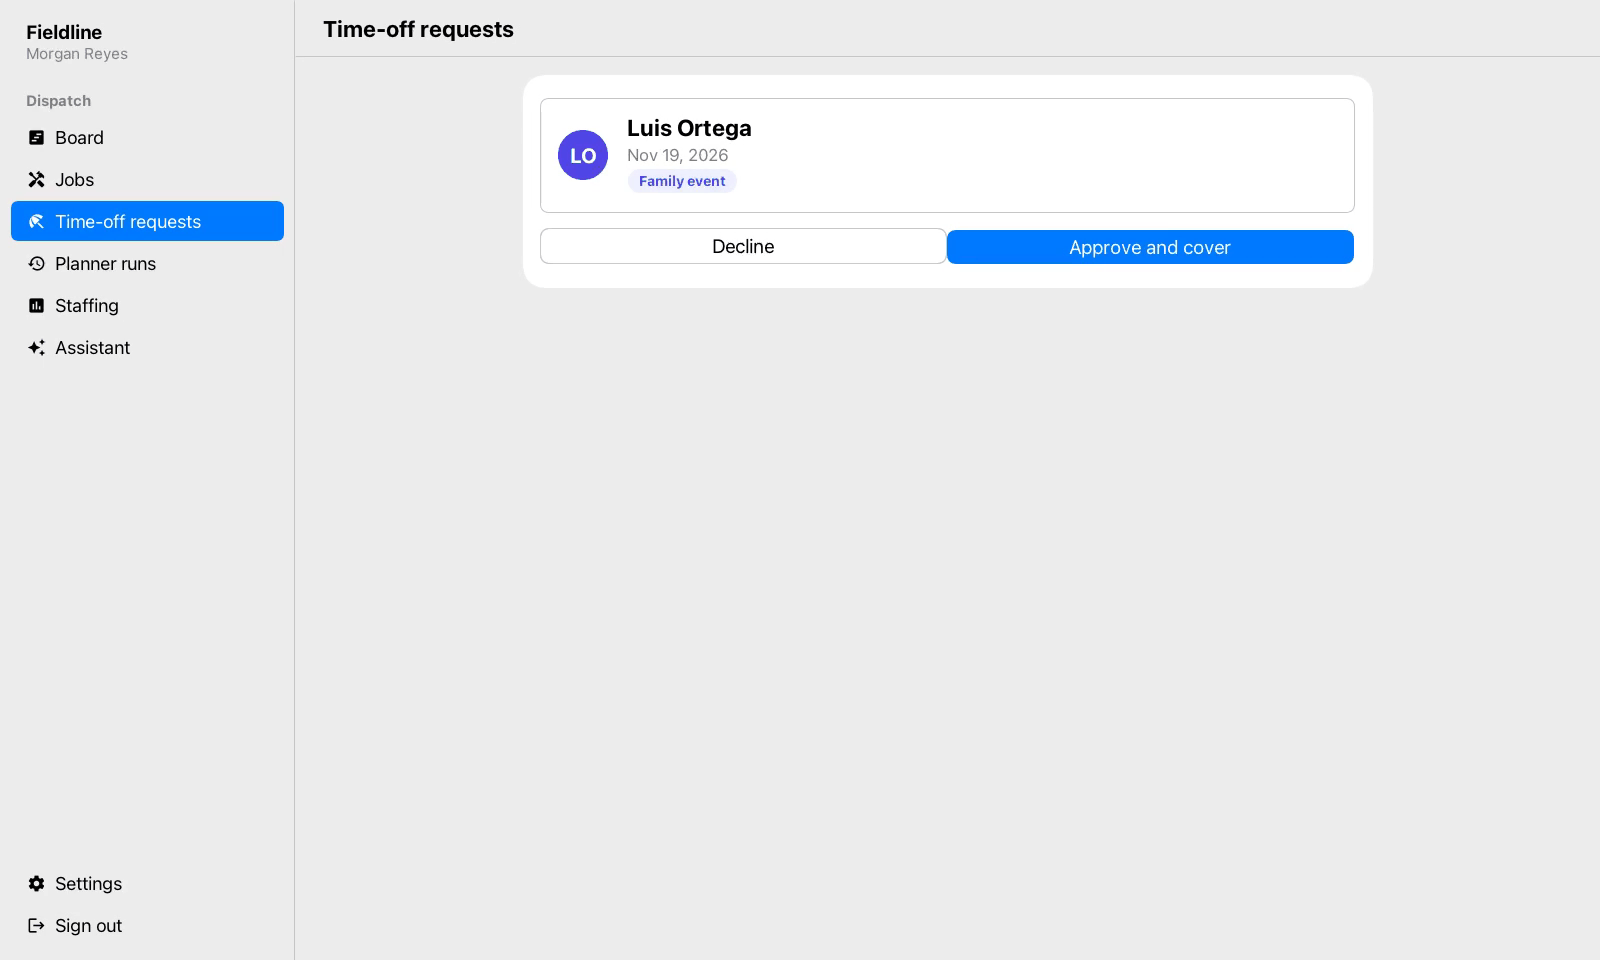 Fieldline
Morgan Reyes
Dispatch
Board
Jobs
Time-off requests
Planner runs
Staffing
Assistant
Settings
Sign out
Time-off requests
LO
Luis Ortega
Nov 19, 2026
Family event
Decline
Approve and cover